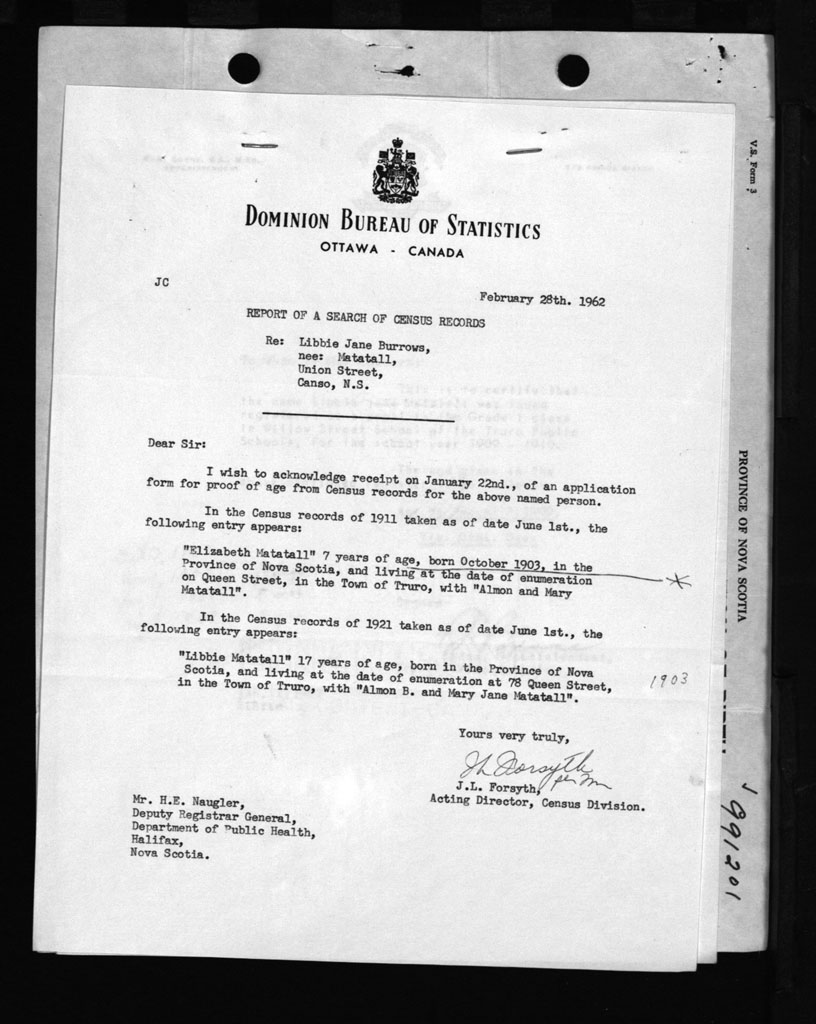 DOMINION BUREAU OF STATISTICS
OTTAWA - CANADA
JC
February 28th. 1962
REPORT OF A SEARCH OF CENSUS RECORDS
Re: Libbie Jane Burrows,
nee: Matatall,
Union Street,
Canso, N.S.
Dear Sir:
I wish to acknowledge receipt on January 22nd., of an application
form for proof of age from Census records for the above named person.
In the Census records of 1911 taken as of date June 1st., the
following entry appears:
"Elizabeth Matatall" 7 years of age, born October 1903, in the
Province of Nova Scotia, and living at the date of enumeration
on Queen Street, in the Town of Truro, with "Almon and Mary
Matatall".
In the Census records of 1921 taken as of date June 1st., the
following entry appears:
"Libbie Matatall" 17 years of age, born in the Province of Nova
Scotia, and living at the date of enumeration at 78 Queen Street,
in the Town of Truro, with "Almon B. and Mary Jane Matatall".
1903
Yours very truly,
JL Forsyth
J.L. Forsyth,
Acting Director, Census Division.
Mr. H.E. Naugler,
Deputy Registrar General,
Department of Public Health,
Halifax,
Nova Scotia.
V.S. Form 3
PROVINCE OF NOVA SCOTIA
991201